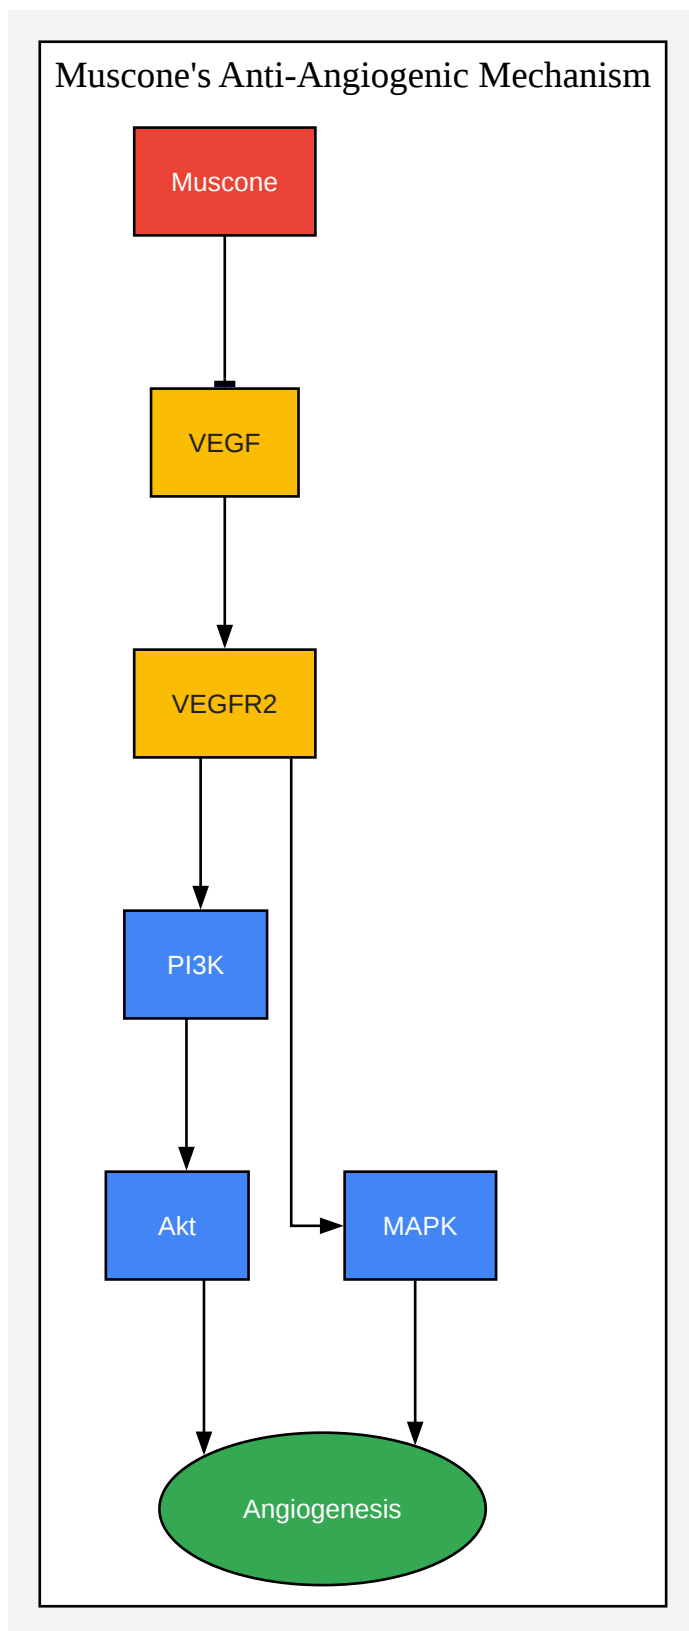 Muscone's Anti-Angiogenic Mechanism
Muscone
VEGF
VEGFR2
PI3K
Akt
MAPK
Angiogenesis